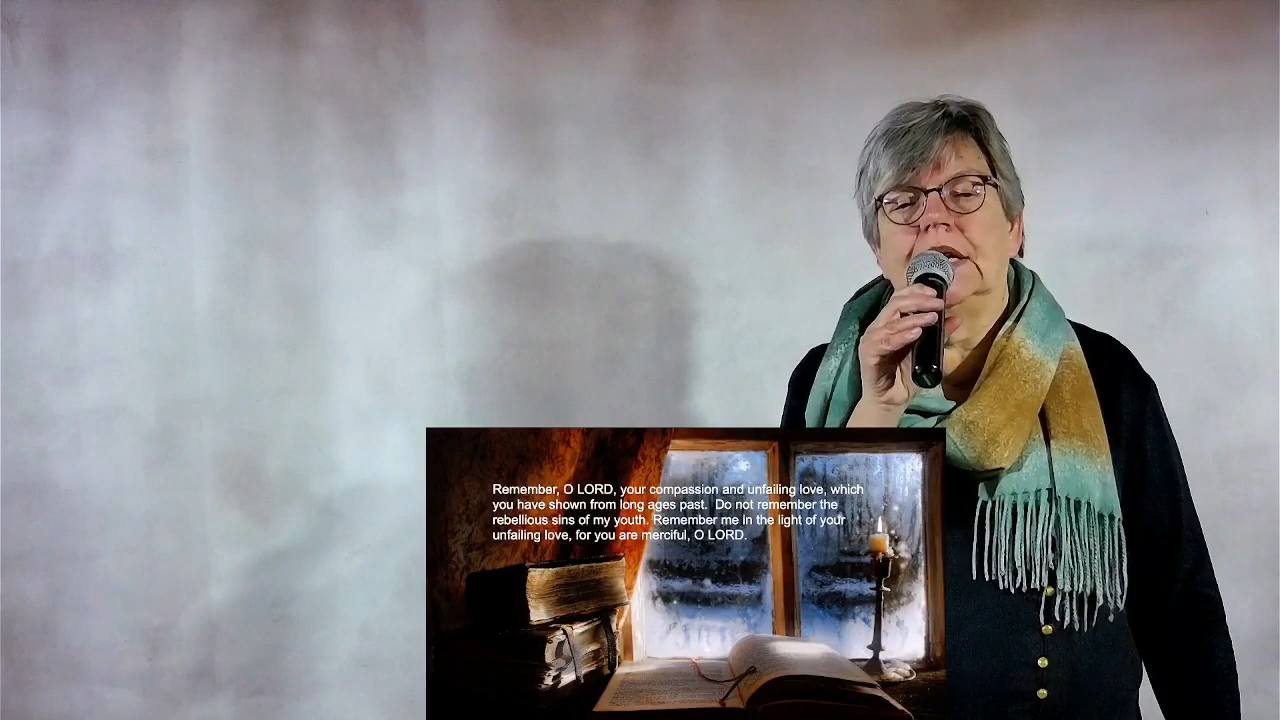 Remember, O LORD, your compassion and unfailing love, which
you have shown from long ages past.  Do not remember the
rebellious sins of my youth. Remember me in the light of your
unfailing love, for you are merciful, O LORD.